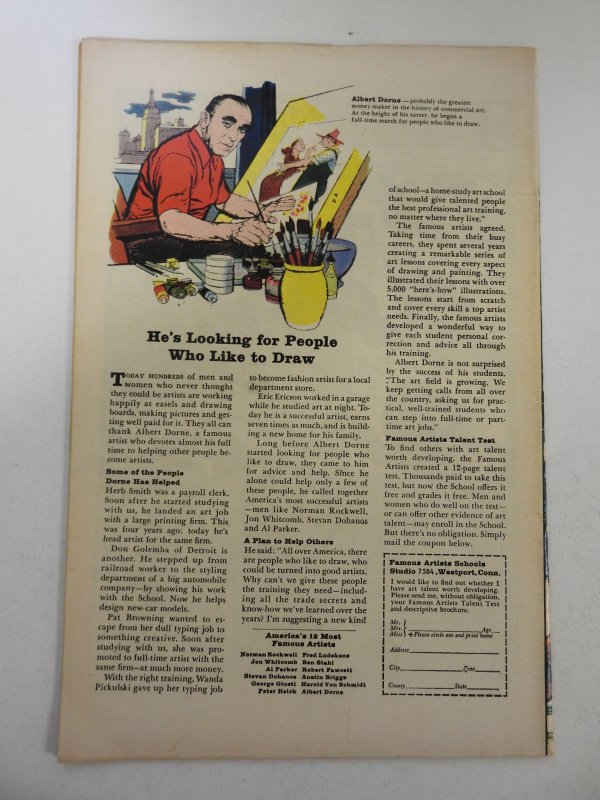 Albert Dorne — probably the greatest
money-maker in the history of commercial art.
At the height of his career, he began a
full-time search for people who like to draw.
He's Looking for People
Who Like to Draw
TODAY HUNDREDS of men and
women who never thought
they could be artists are working
happily at easels and drawing
boards, making pictures and get-
ting well paid for it. They all can
thank Albert Dorne, a famous
artist who devotes almost his full
time to helping other people be-
come artists.
Some of the People
Dorne Has Helped
Herb Smith was a payroll clerk.
Soon after he started studying
with us, he landed an art job
with a large printing firm. This
was four years ago; today he's
head artist for the same firm.
Don Golemba of Detroit is
another. He stepped up from
railroad worker to the styling
department of a big automobile
company—by showing his work
with the School. Now he helps
design new-car models.
Pat Browning wanted to es-
cape from her dull typing job to
something creative. Soon after
studying with us, she was pro-
moted to full-time artist with the
same firm—at much more money.
With the right training, Wanda
Pickulski gave up her typing job
to become fashion artist for a local
department store.
Eric Ericson worked in a garage
while he studied art at night. To-
day he is a successful artist, earns
seven times as much, and is build-
ing a new home for his family.
Long before Albert Dorne
started looking for people who
like to draw, they came to him
for advice and help. Since he
alone could help only a few of
these people, he called together
America's most successful artists
—men like Norman Rockwell,
Jon Whitcomb, Stevan Dohanos
and Al Parker.
A Plan to Help Others
He said: "All over America, there
are people who like to draw, who
could be turned into good artists.
Why can't we give these people
the training they need—includ-
ing all the trade secrets and
know-how we've learned over the
years? I'm suggesting a new kind
America's 12 Most
Famous Artists
Norman Rockwell Fred Ludekens
Jon Whitcomb Ben Stahl
Al Parker Robert Fawcett
Stevan Dohanos Austin Briggs
George Giusti Harold Von Schmidt
Peter Helck Albert Dorne
of school—a home-study art school
that would give talented people
the best professional art training,
no matter where they live."
The famous artists agreed.
Taking time from their busy
careers, they spent several years
creating a remarkable series of
art lessons covering every aspect
of drawing and painting. They
illustrated their lessons with over
5,000 "here's-how" illustrations.
The lessons start from scratch
and cover every skill a top artist
needs. Finally, the famous artists
developed a wonderful way to
give each student personal cor-
rection and advice all through
his training.
Albert Dorne is not surprised
by the success of his students.
"The art field is growing. We
keep getting calls from all over
the country, asking us for prac-
tical, well-trained students who
can step into full-time or part-
time art jobs."
Famous Artists Talent Test
To find others with art talent
worth developing, the Famous
Artists created a 12-page talent
test. Thousands paid to take this
test, but now the School offers it
free and grades it free. Men and
women who do well on the test—
or can offer other evidence of art
talent—may enroll in the School.
But there's no obligation. Simply
mail the coupon below.
Famous Artists Schools
Studio 7584, Westport, Conn.
I would like to find out whether I
have art talent worth developing.
Please send me, without obligation,
your Famous Artists Talent Test
and descriptive brochure.
Mr.
Mrs. Age
Miss Please circle one and print name
Address
City Zone
County State